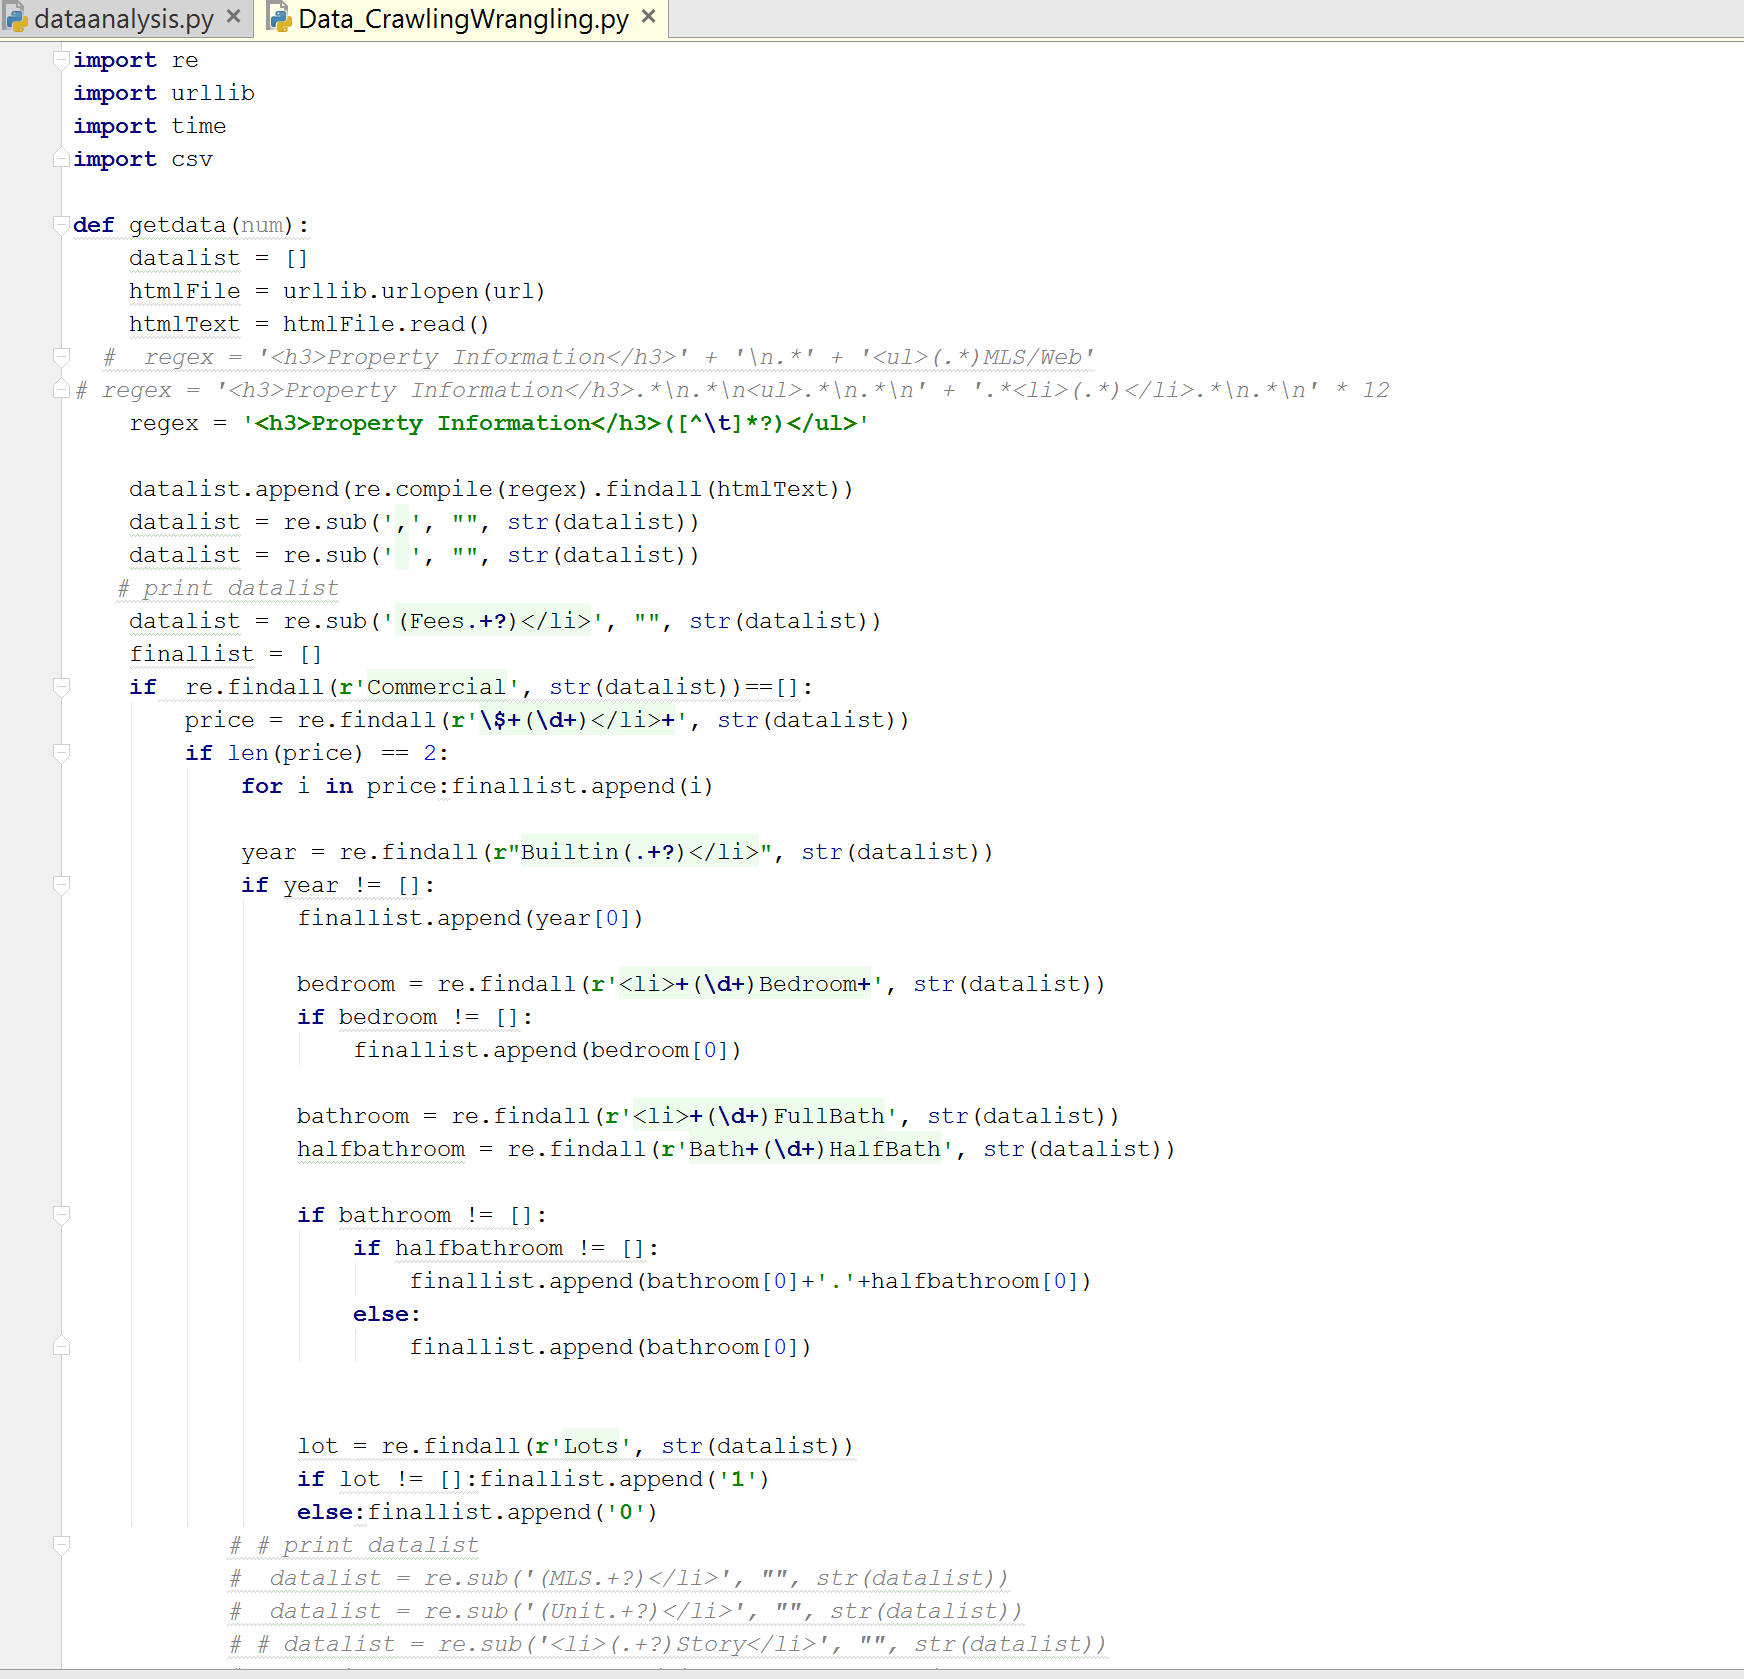 dataanalysis.py Data_CrawlingWrangling.py
import re
import urllib
import time
import csv
def getdata(num):
datalist = []
htmlFile = urllib.urlopen(url)
htmlText = htmlFile.read()
#  regex = '<h3>Property Information</h3>' + '\n.*' + '<ul>(.*)MLS/Web'
# regex = '<h3>Property Information</h3>.*\n.*\n<ul>.*\n.*\n' + '.*<li>(.*)</li>.*\n.*\n' * 12
regex = '<h3>Property Information</h3>([^\t]*?)</ul>'
datalist.append(re.compile(regex).findall(htmlText))
datalist = re.sub(',', "", str(datalist))
datalist = re.sub(' ', "", str(datalist))
# print datalist
datalist = re.sub('(Fees.+?)</li>', "", str(datalist))
finallist = []
if  re.findall(r'Commercial', str(datalist))==[]:
price = re.findall(r'\$+(\d+)</li>+', str(datalist))
if len(price) == 2:
for i in price:finallist.append(i)
year = re.findall(r"Builtin(.+?)</li>", str(datalist))
if year != []:
finallist.append(year[0])
bedroom = re.findall(r'<li>+(\d+)Bedroom+', str(datalist))
if bedroom != []:
finallist.append(bedroom[0])
bathroom = re.findall(r'<li>+(\d+)FullBath', str(datalist))
halfbathroom = re.findall(r'Bath+(\d+)HalfBath', str(datalist))
if bathroom != []:
if halfbathroom != []:
finallist.append(bathroom[0]+'.'+halfbathroom[0])
else:
finallist.append(bathroom[0])
lot = re.findall(r'Lots', str(datalist))
if lot != []:finallist.append('1')
else:finallist.append('0')
# # print datalist
#  datalist = re.sub('(MLS.+?)</li>', "", str(datalist))
#  datalist = re.sub('(Unit.+?)</li>', "", str(datalist))
# # datalist = re.sub('<li>(.+?)Story</li>', "", str(datalist))